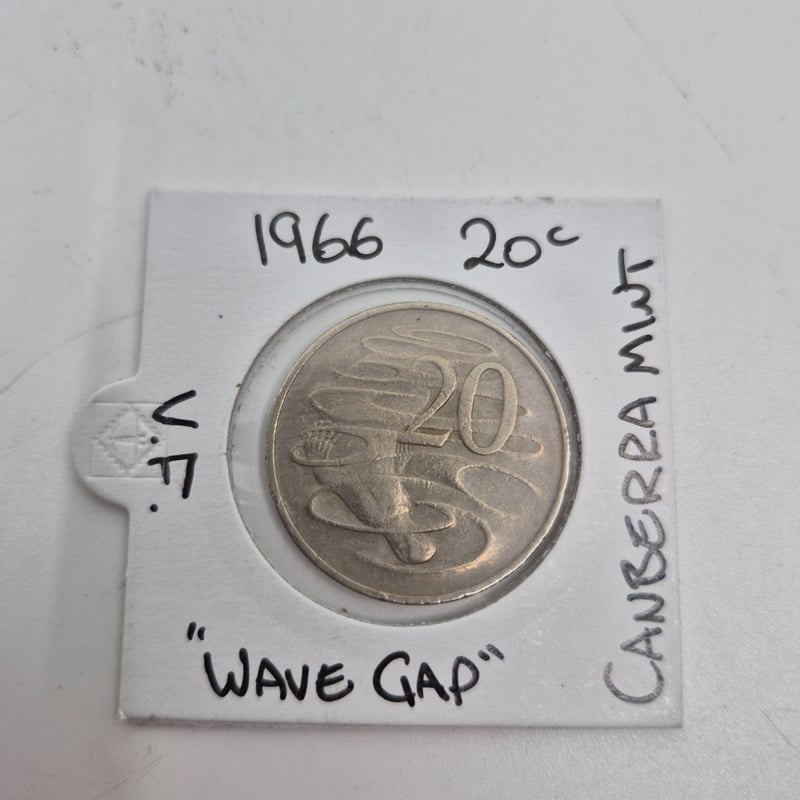 1966 20c
CANBERRA MINT
V.F.
20
"WAVE GAP"